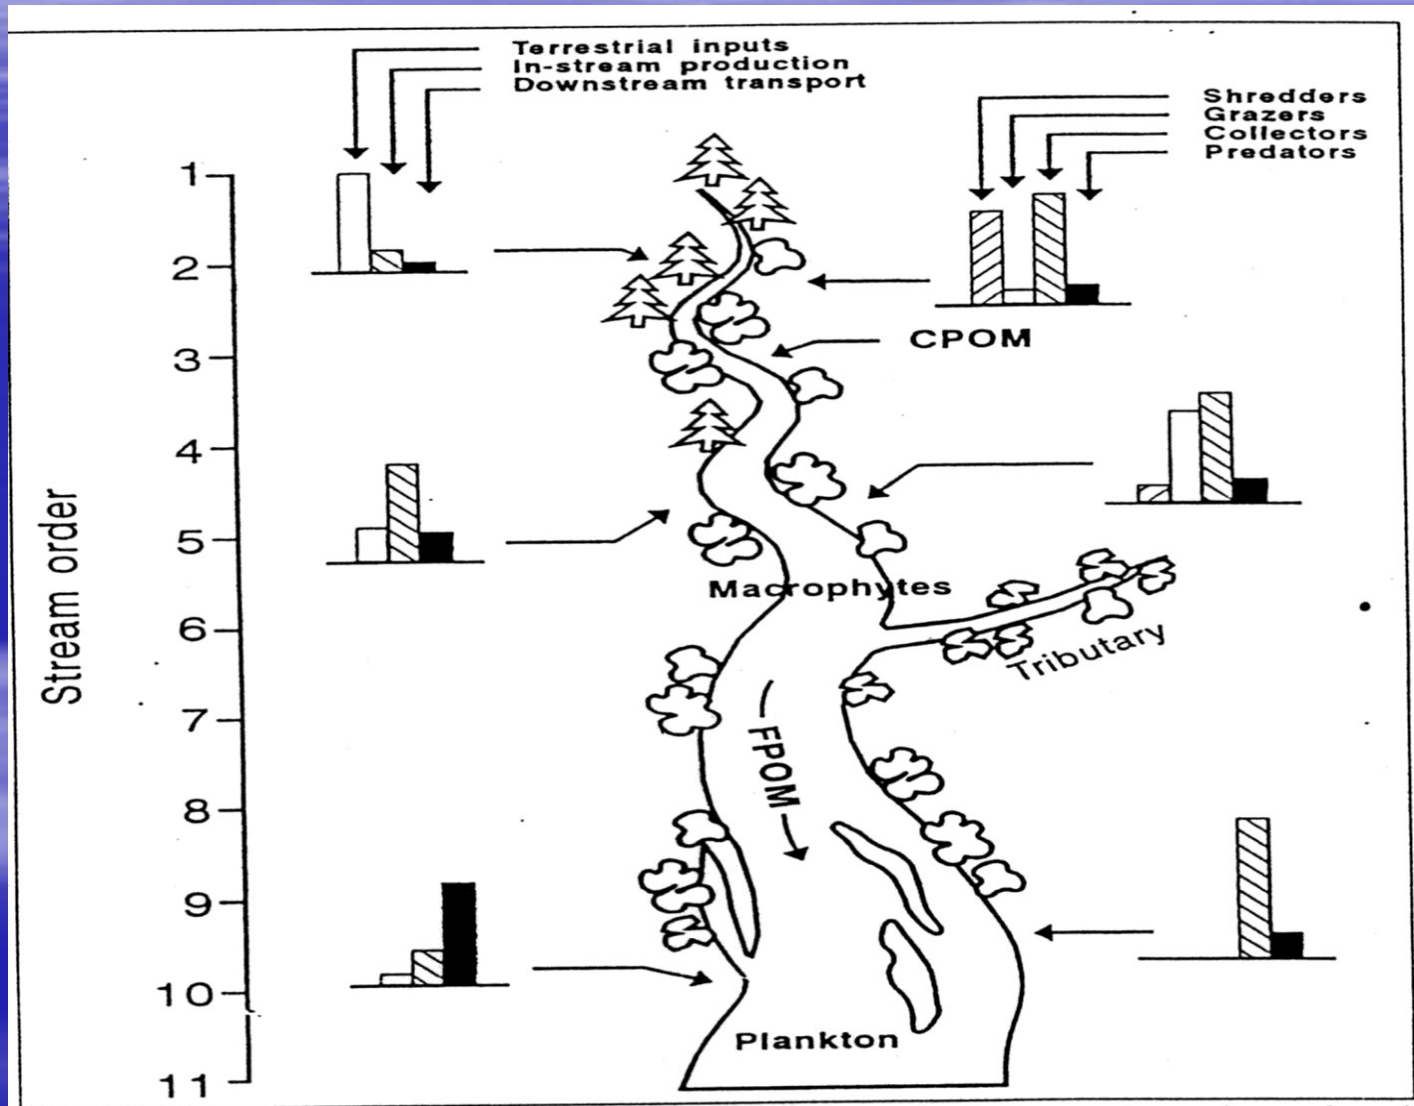 Terrestrial inputs
In-stream production
Downstream transport
Shredders
Grazers
Collectors
Predators
1
2
3
4
5
6
7
8
9
10
11
Stream order
CPOM
Macrophytes
Tributary
FPOM
Plankton